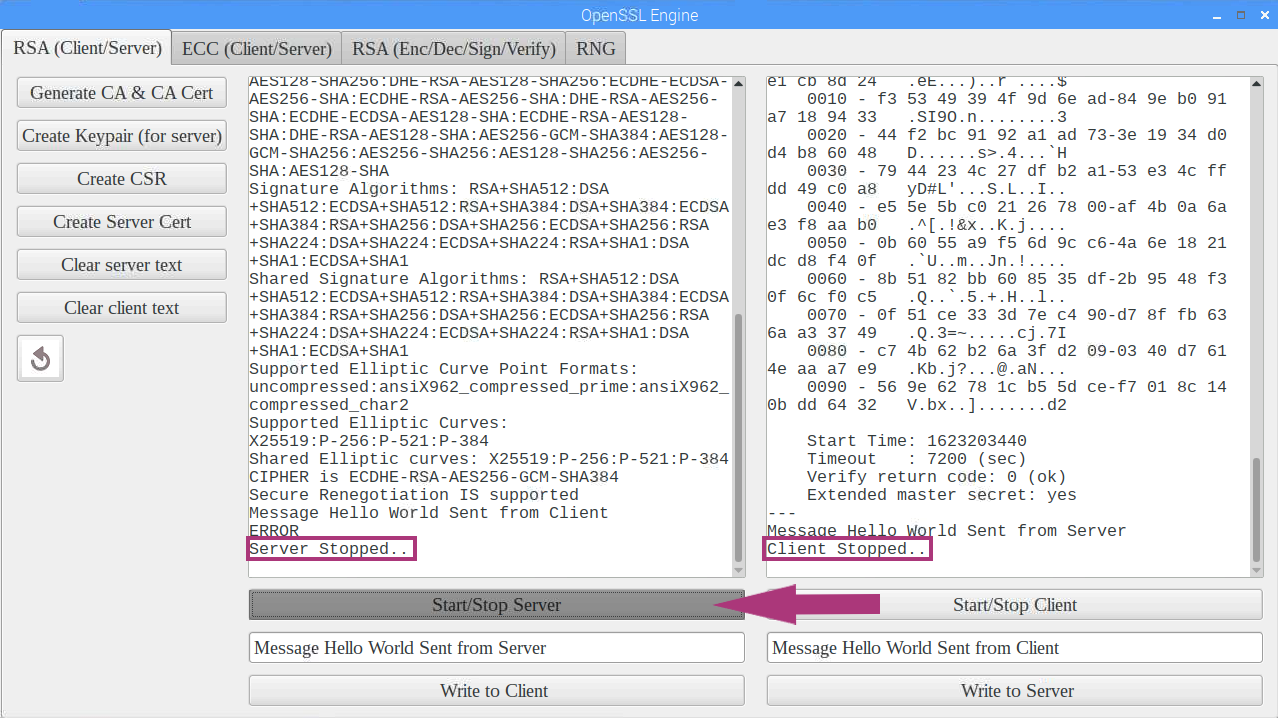 OpenSSL Engine
RSA (Client/Server)
ECC (Client/Server)
RSA (Enc/Dec/Sign/Verify)
RNG
Generate CA & CA Cert
Create Keypair (for server)
Create CSR
Create Server Cert
Clear server text
Clear client text
AES128-SHA256:DHE-RSA-AES128-SHA256:ECDHE-ECDSA-
AES256-SHA:ECDHE-RSA-AES256-SHA:DHE-RSA-AES256-
SHA:ECDHE-ECDSA-AES128-SHA:ECDHE-RSA-AES128-
SHA:DHE-RSA-AES128-SHA:AES256-GCM-SHA384:AES128-
GCM-SHA256:AES256-SHA256:AES128-SHA256:AES256-
SHA:AES128-SHA
Signature Algorithms: RSA+SHA512:DSA
+SHA512:ECDSA+SHA512:RSA+SHA384:DSA+SHA384:ECDSA
+SHA384:RSA+SHA256:DSA+SHA256:ECDSA+SHA256:RSA
+SHA224:DSA+SHA224:ECDSA+SHA224:RSA+SHA1:DSA
+SHA1:ECDSA+SHA1
Shared Signature Algorithms: RSA+SHA512:DSA
+SHA512:ECDSA+SHA512:RSA+SHA384:DSA+SHA384:ECDSA
+SHA384:RSA+SHA256:DSA+SHA256:ECDSA+SHA256:RSA
+SHA224:DSA+SHA224:ECDSA+SHA224:RSA+SHA1:DSA
+SHA1:ECDSA+SHA1
Supported Elliptic Curve Point Formats:
uncompressed:ansiX962_compressed_prime:ansiX962_
compressed_char2
Supported Elliptic Curves:
X25519:P-256:P-521:P-384
Shared Elliptic curves: X25519:P-256:P-521:P-384
CIPHER is ECDHE-RSA-AES256-GCM-SHA384
Secure Renegotiation IS supported
Message Hello World Sent from Client
ERROR
Server Stopped..
Start/Stop Server
Message Hello World Sent from Server
Write to Client
e1 cb 8d 24   .eE...)..r ....$
0010 - f3 53 49 39 4f 9d 6e ad-84 9e b0 91
a7 18 94 33   .SI9O.n........3
0020 - 44 f2 bc 91 92 a1 ad 73-3e 19 34 d0
d4 b8 60 48   D......s>.4...`H
0030 - 79 44 23 4c 27 df b2 a1-53 e3 4c ff
dd 49 c0 a8   yD#L'...S.L..I..
0040 - e5 5e 5b c0 21 26 78 00-af 4b 0a 6a
e3 f8 aa b0   .^[.!&x..K.j....
0050 - 0b 60 55 a9 f5 6d 9c c6-4a 6e 18 21
dc d8 f4 0f   .`U..m..Jn.!....
0060 - 8b 51 82 bb 60 85 35 df-2b 95 48 f3
0f 6c f0 c5   .Q..`.5.+.H..l..
0070 - 0f 51 ce 33 3d 7e c4 90-d7 8f fb 63
6a a3 37 49   .Q.3=~.....cj.7I
0080 - c7 4b 62 b2 6a 3f d2 09-03 40 d7 61
4e aa a7 e9   .Kb.j?...@.aN...
0090 - 56 9e 62 78 1c b5 5d ce-f7 01 8c 14
0b dd 64 32   V.bx..].......d2
Start Time: 1623203440
Timeout   : 7200 (sec)
Verify return code: 0 (ok)
Extended master secret: yes
---
Message Hello World Sent from Server
Client Stopped..
Start/Stop Client
Message Hello World Sent from Client
Write to Server